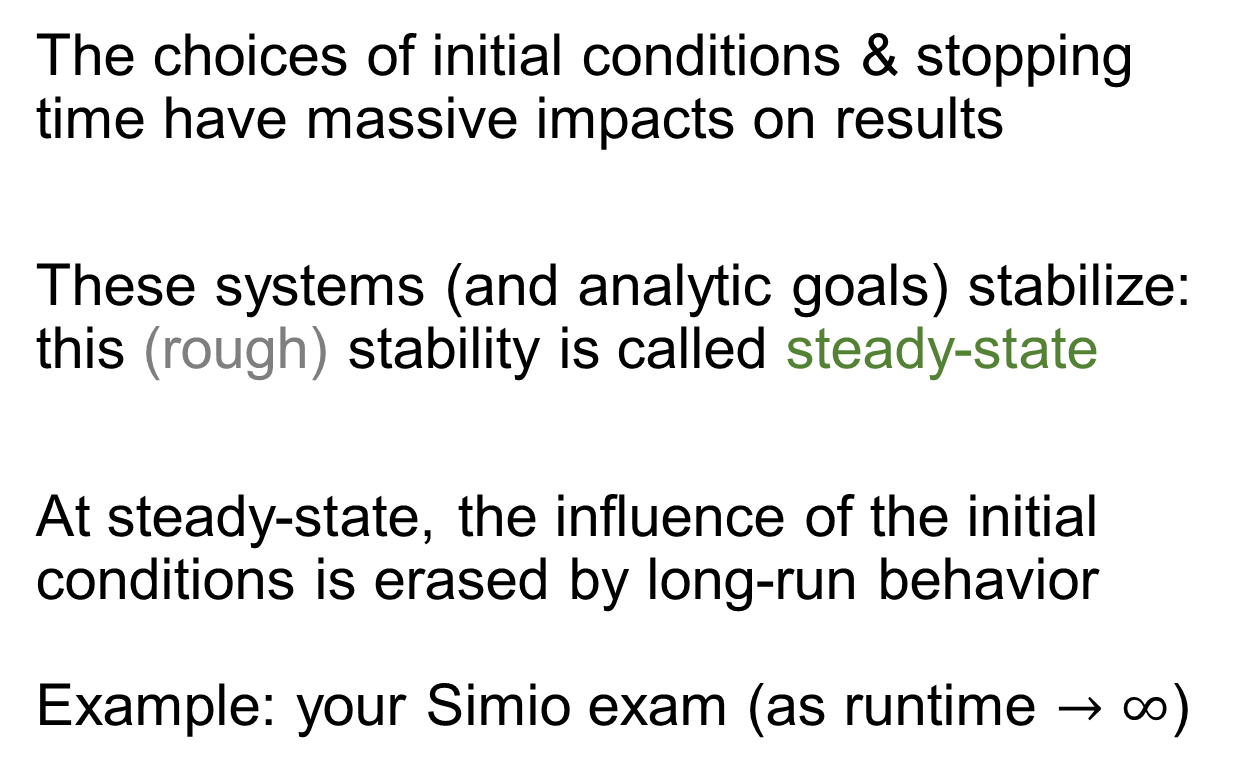 The choices of initial conditions & stopping
time have massive impacts on results
These systems (and analytic goals) stabilize:
this (rough) stability is called steady-state
At steady-state, the influence of the initial
conditions is erased by long-run behavior
Example: your Simio exam (as runtime → ∞)